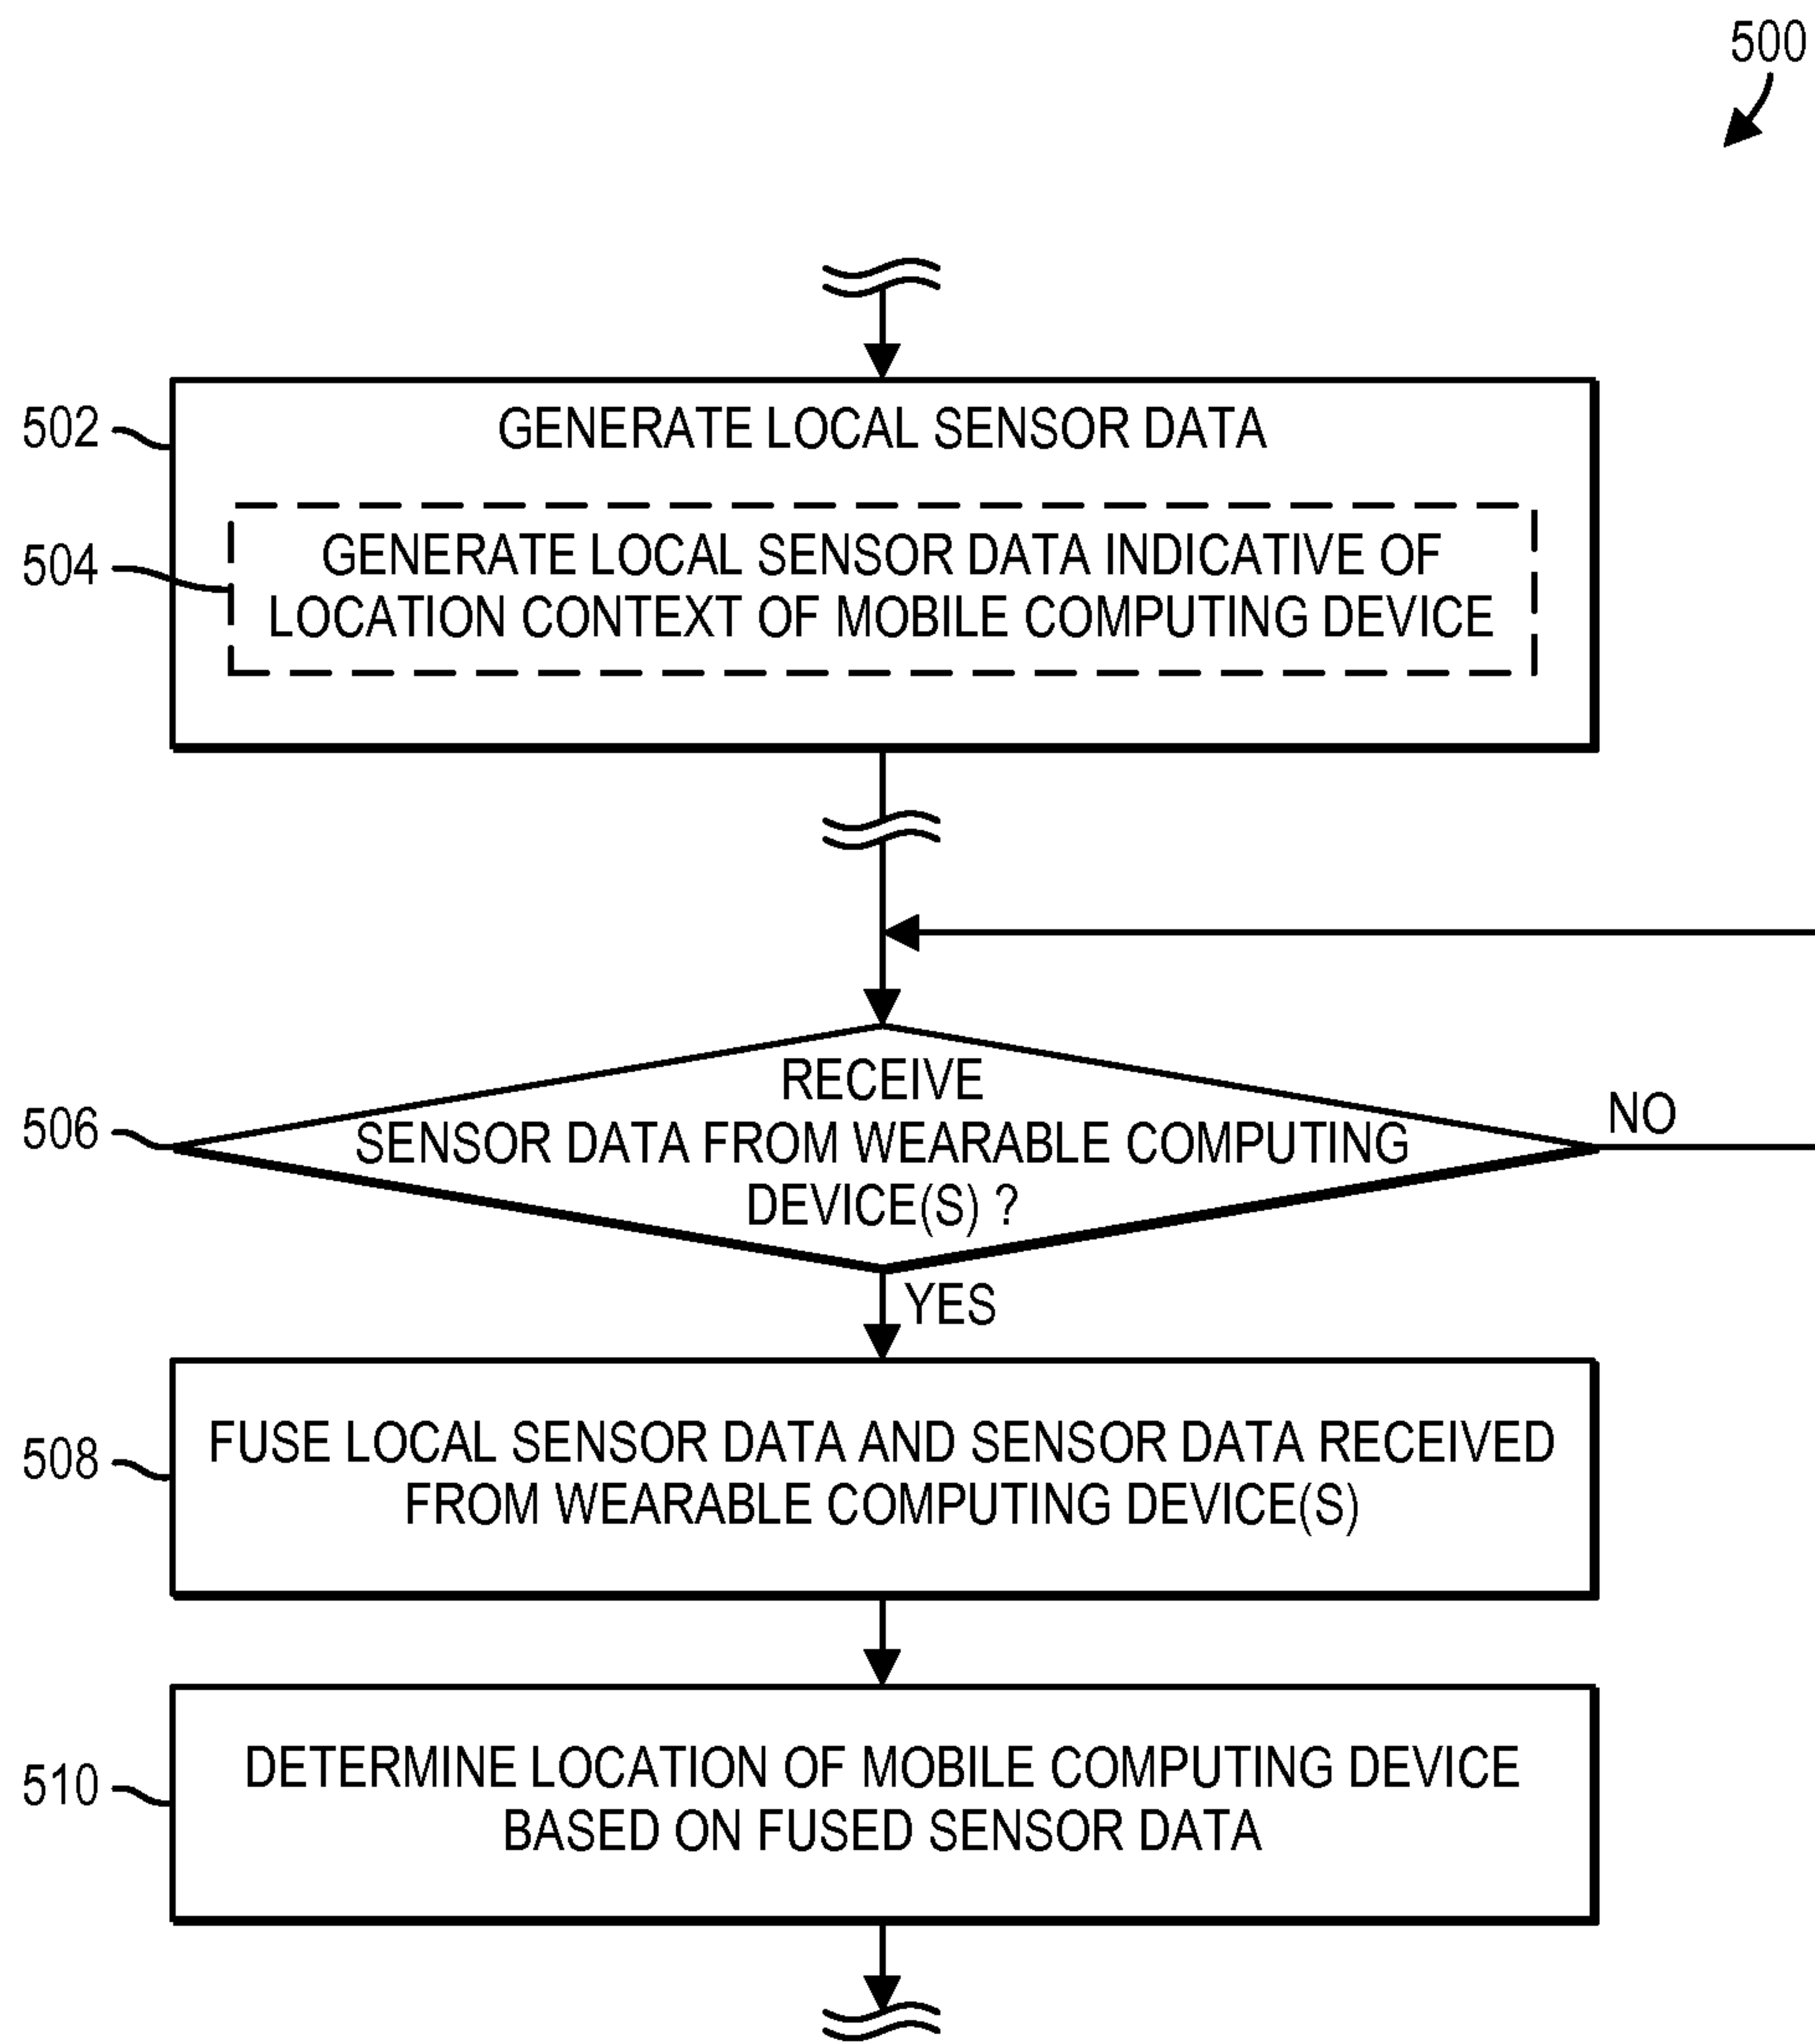 500
502
GENERATE LOCAL SENSOR DATA
504
GENERATE LOCAL SENSOR DATA INDICATIVE OF
LOCATION CONTEXT OF MOBILE COMPUTING DEVICE
506
RECEIVE
SENSOR DATA FROM WEARABLE COMPUTING
DEVICE(S) ?
NO
YES
508
FUSE LOCAL SENSOR DATA AND SENSOR DATA RECEIVED
FROM WEARABLE COMPUTING DEVICE(S)
510
DETERMINE LOCATION OF MOBILE COMPUTING DEVICE
BASED ON FUSED SENSOR DATA